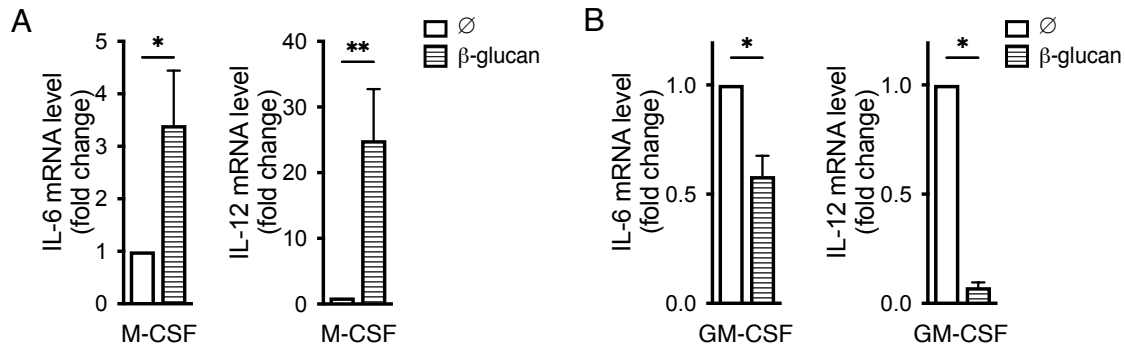 A
B
∅
β-glucan
∅
β-glucan
IL-6 mRNA level
(fold change)
5
4
3
2
1
0
*
M-CSF
IL-12 mRNA level
(fold change)
40
30
20
10
0
**
M-CSF
IL-6 mRNA level
(fold change)
1.0
0.5
0.0
*
GM-CSF
IL-12 mRNA level
(fold change)
1.0
0.5
0.0
*
GM-CSF